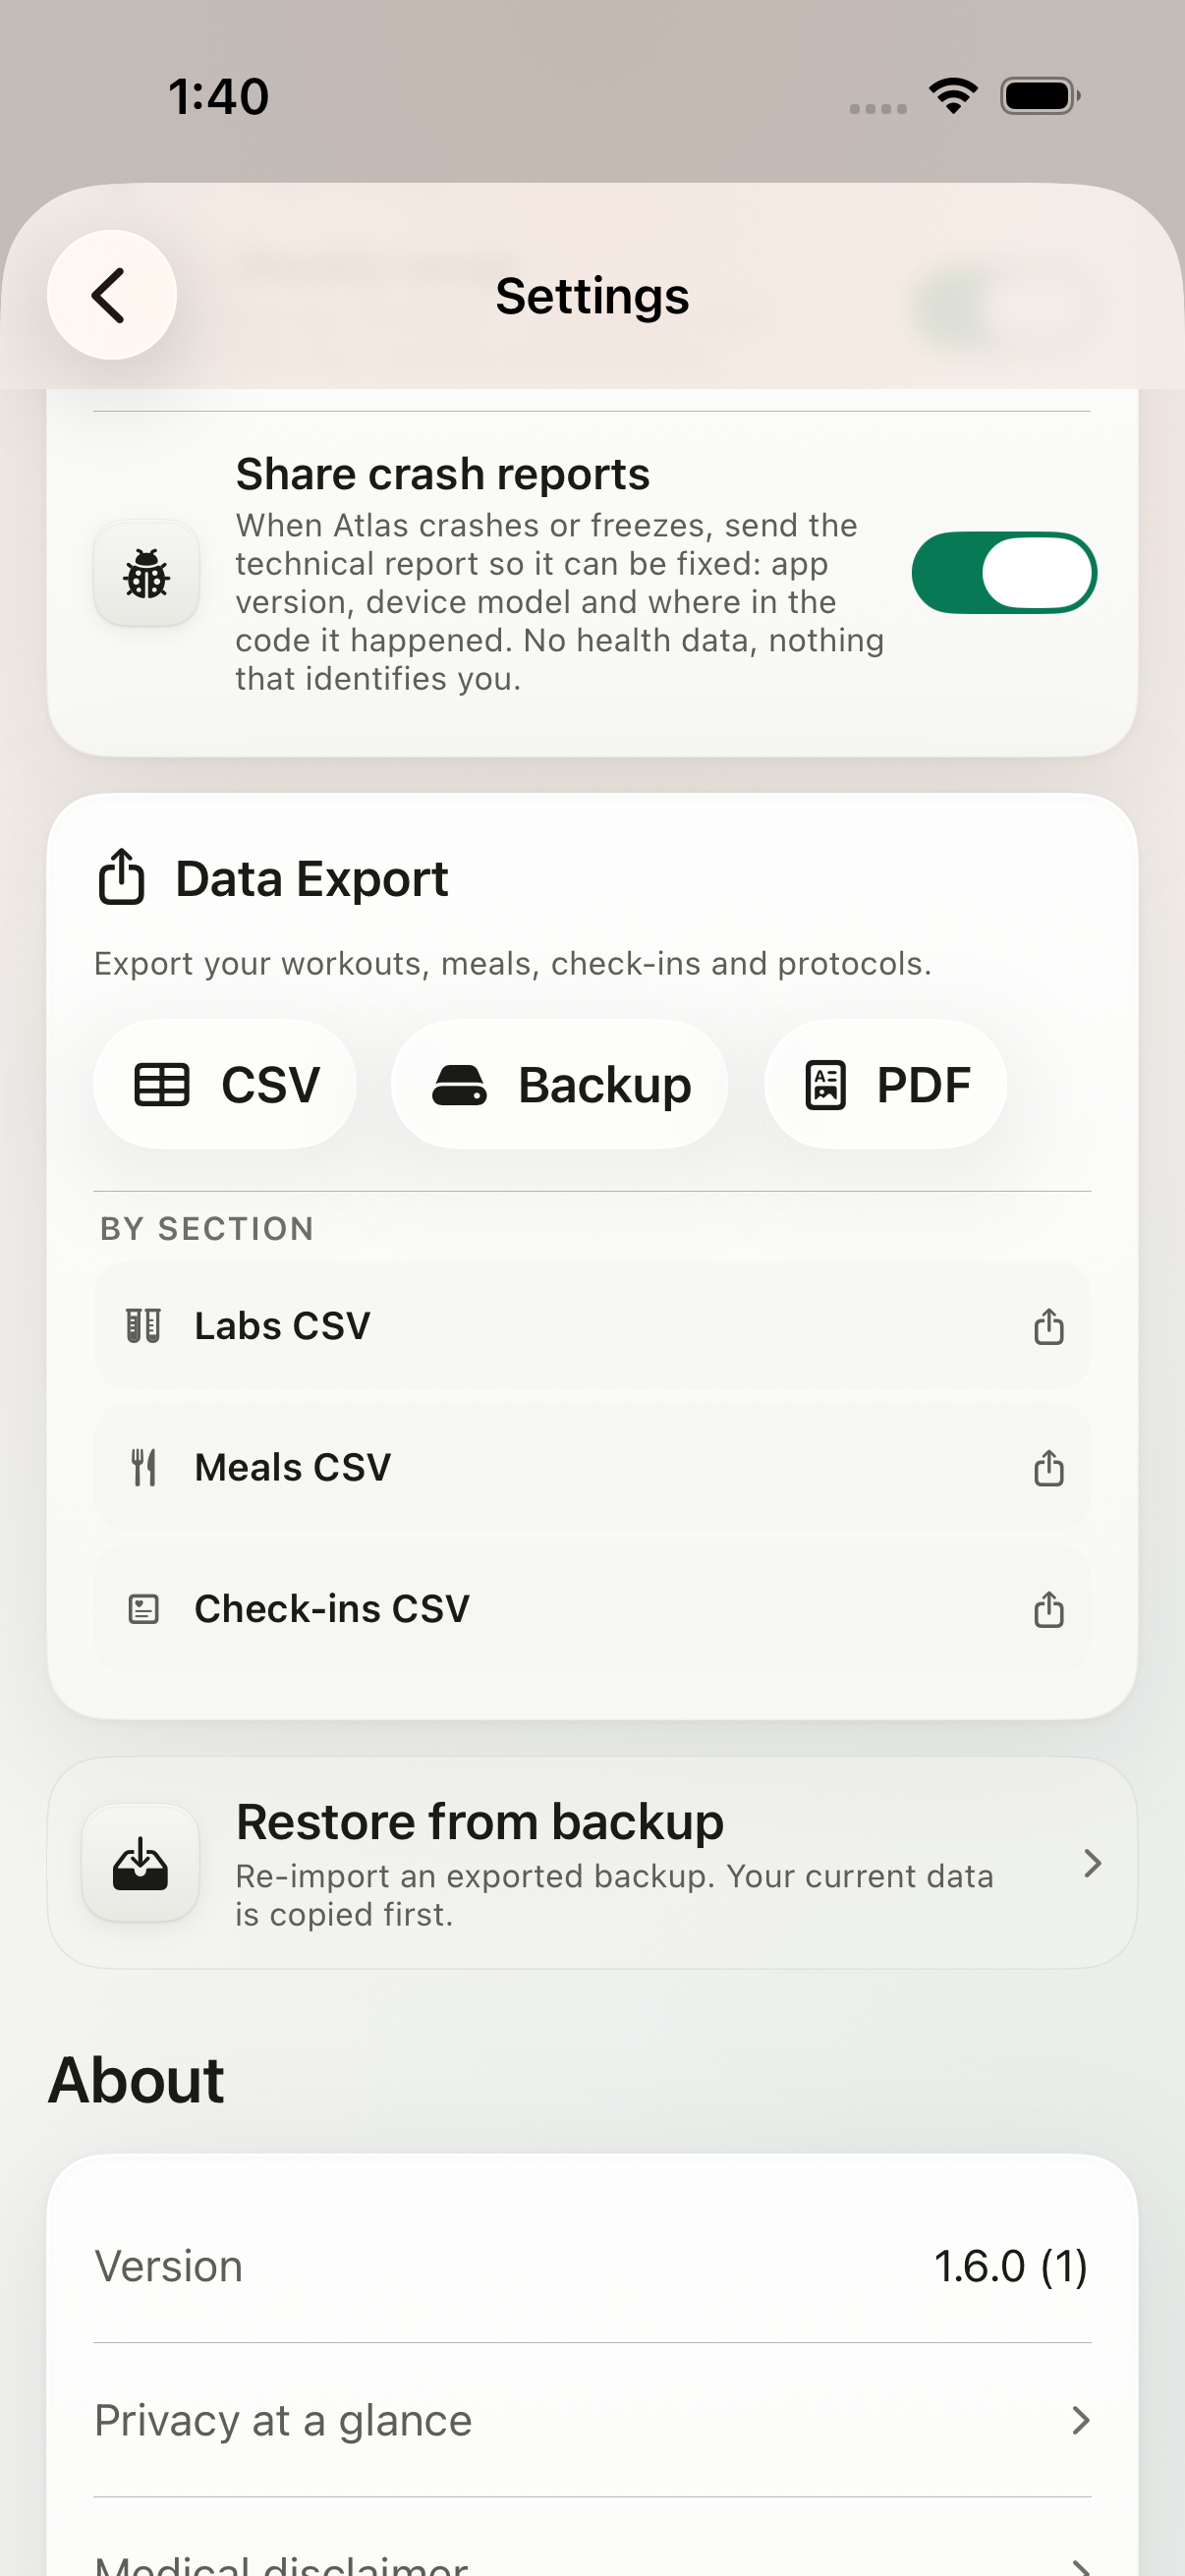 1:40
Settings
Share crash reports
When Atlas crashes or freezes, send the
technical report so it can be fixed: app
version, device model and where in the
code it happened. No health data, nothing
that identifies you.
Data Export
Export your workouts, meals, check-ins and protocols.
CSV
Backup
PDF
BY SECTION
Labs CSV
Meals CSV
Check-ins CSV
Restore from backup
Re-import an exported backup. Your current data
is copied first.
About
Version
1.6.0 (1)
Privacy at a glance
Medical disclaimer